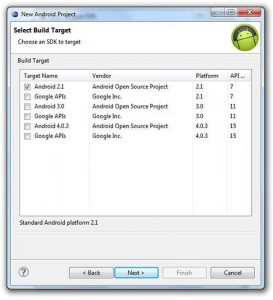 New Android Project
Select Build Target
Choose an SDK to target
Build Target
Target Name Vendor Platform API ...
Android 2.1 Android Open Source Project 2.1 7
Google APIs Google Inc. 2.1 7
Android 3.0 Android Open Source Project 3.0 11
Google APIs Google Inc. 3.0 11
Android 4.0.3 Android Open Source Project 4.0.3 15
Google APIs Google Inc. 4.0.3 15
Standard Android platform 2.1
? < Back Next > Finish Cancel